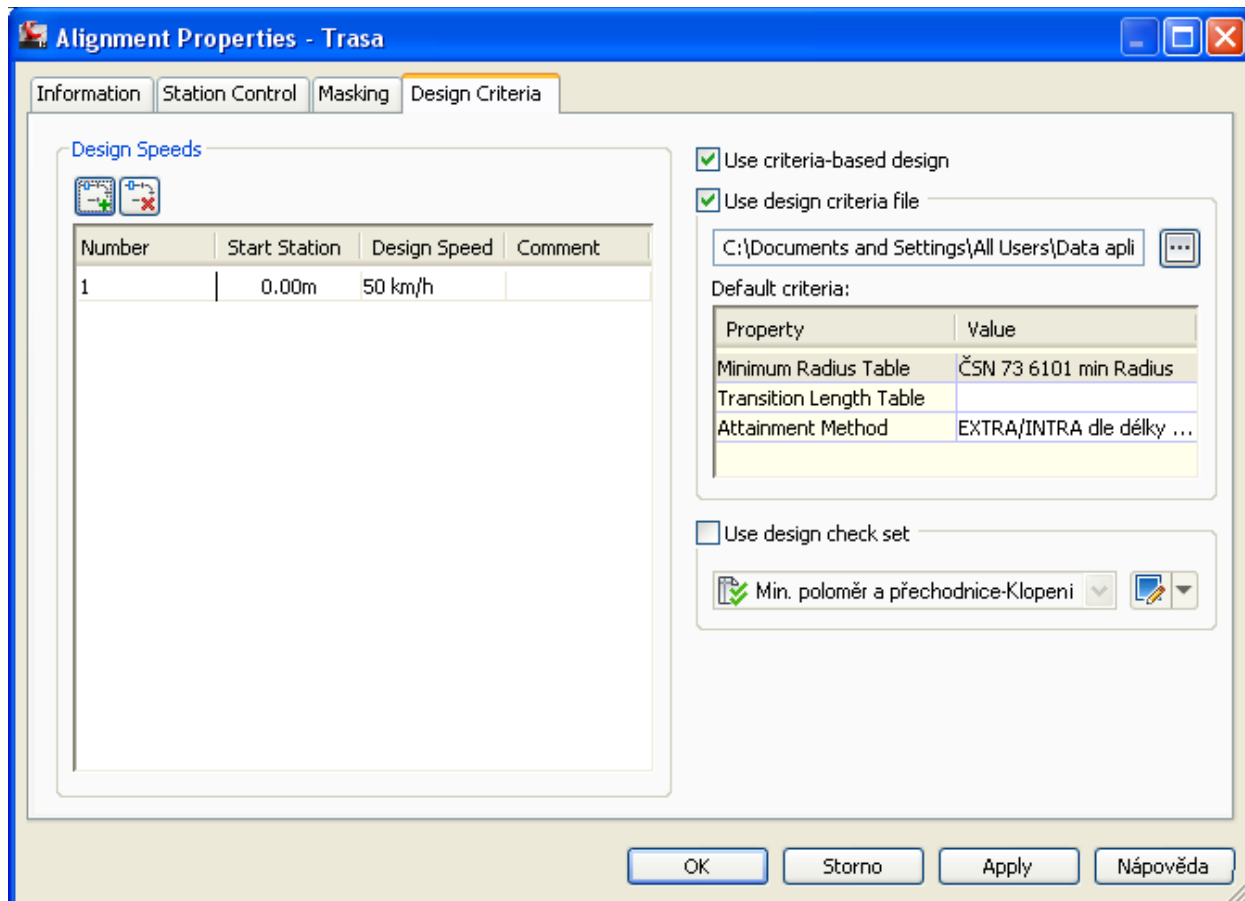 Alignment Properties - Trasa
Information Station Control Masking Design Criteria
Design Speeds
Number Start Station Design Speed Comment
1 0.00m 50 km/h
Use criteria-based design
Use design criteria file
C:\Documents and Settings\All Users\Data apli
Default criteria:
Property Value
Minimum Radius Table ČSN 73 6101 min Radius
Transition Length Table
Attainment Method EXTRA/INTRA dle délky ...
Use design check set
Min. poloměr a přechodnice-Klopeni
OK Storno Apply Nápověda